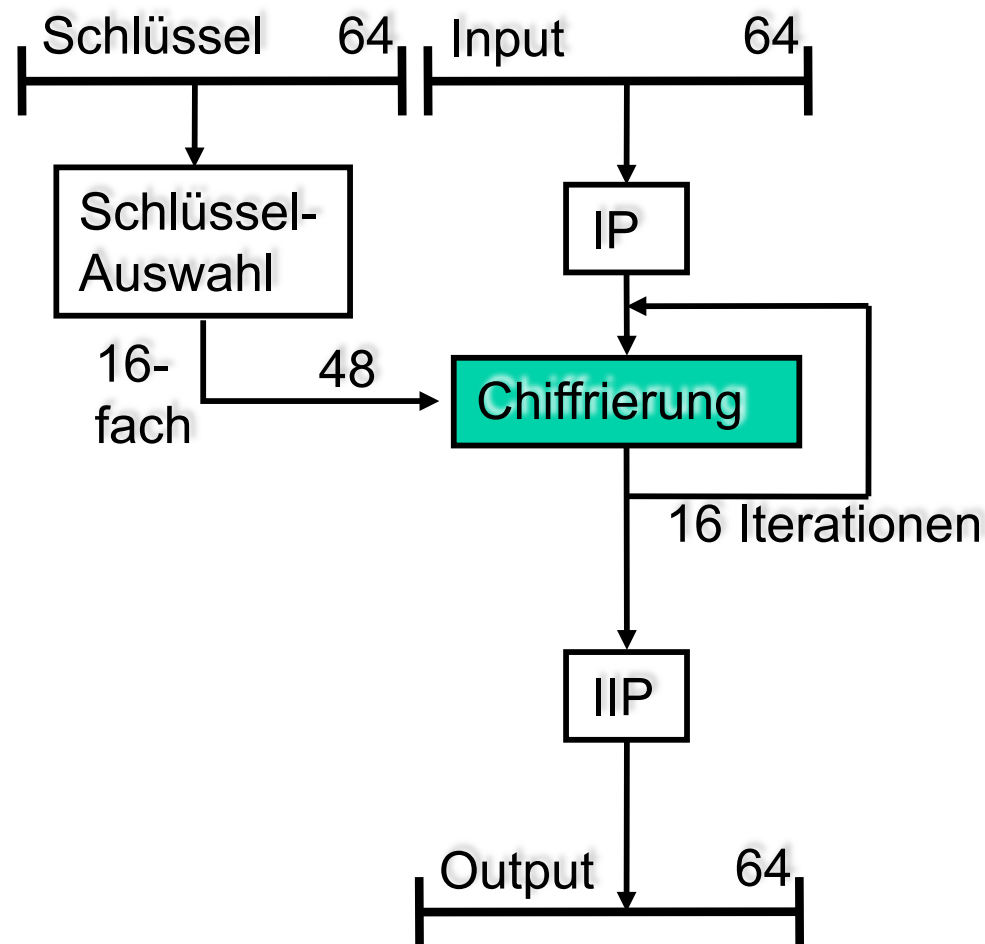 Schlüssel 64
Input 64
Schlüssel-
Auswahl
IP
16-
fach
48
Chiffrierung
16 Iterationen
IIP
Output 64